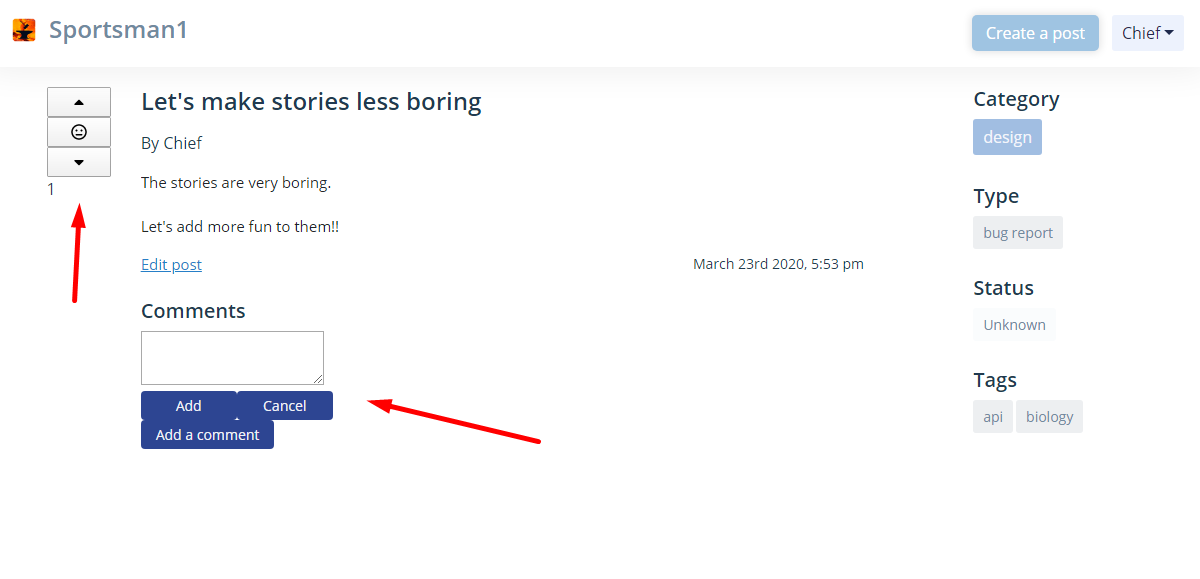 Sportsman1
Create a post
Chief
1
Let's make stories less boring
By Chief
The stories are very boring.
Let's add more fun to them!!
Edit post
March 23rd 2020, 5:53 pm
Comments
Add
Cancel
Add a comment
Category
design
Type
bug report
Status
Unknown
Tags
api
biology